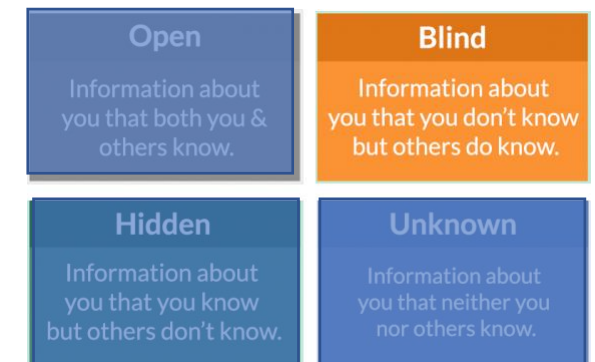 Open
Information about
you that both you &
others know.
Blind
Information about
you that you don't know
but others do know.
Hidden
Information about
you that you know
but others don't know.
Unknown
Information about
you that neither you
nor others know.